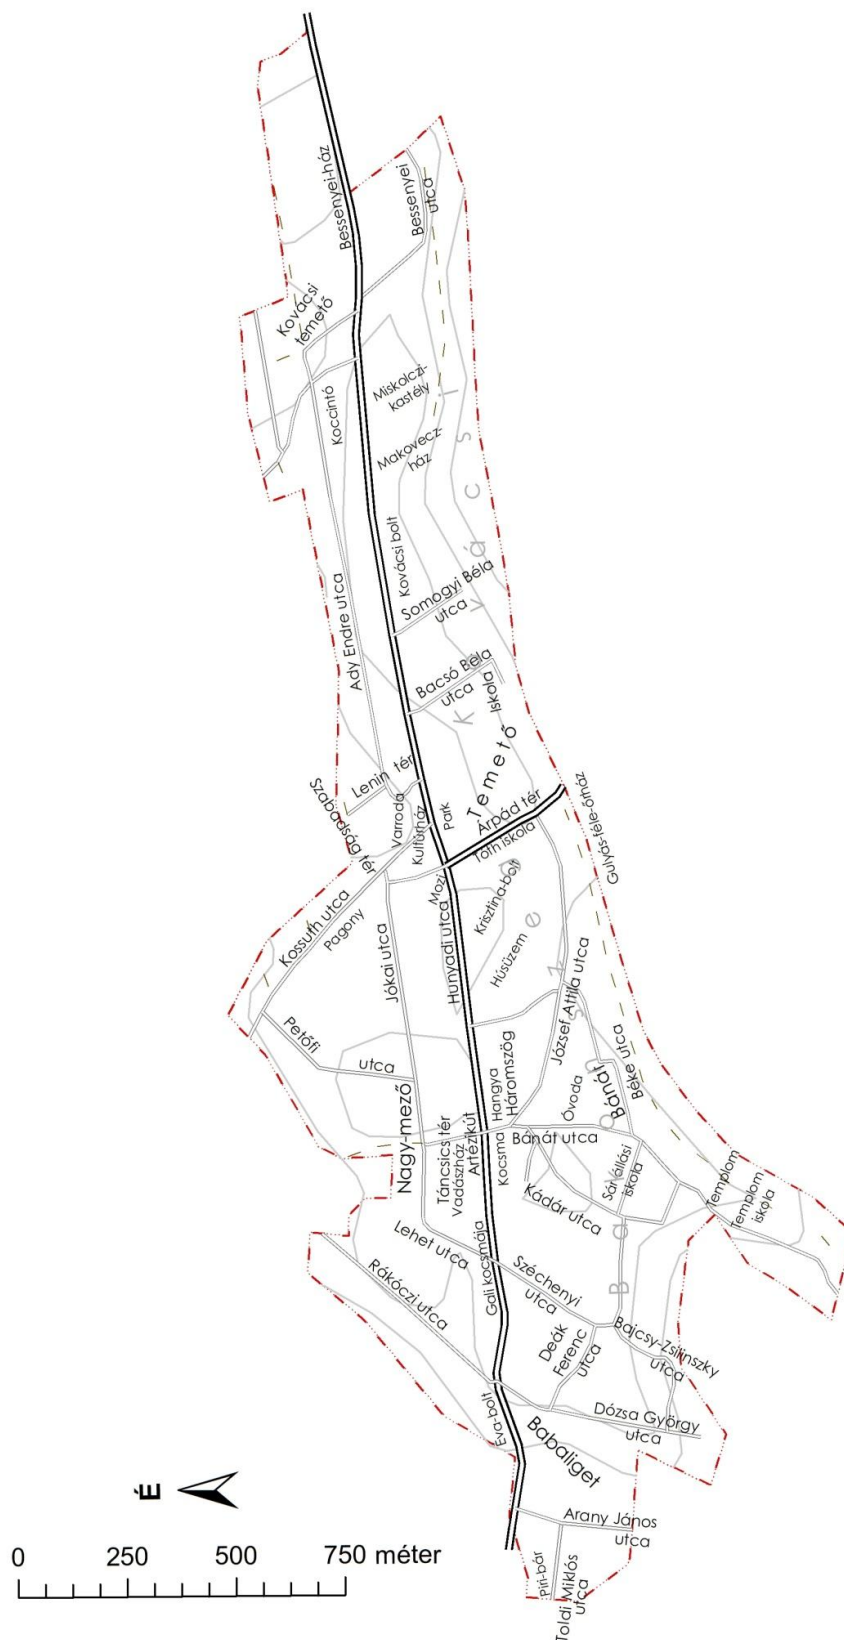 Bessenyei-ház
Bessenyei
utca
Kovácsi
temető
Koccintó
Miskolczi-
kastély
Makovecz-
ház
Kovácsi bolt
Ady Endre utca
Somogyi Béla
utca
Bacsó Béla
utca
Iskola
Lenin tér
Szabadság tér
Varroda
Kultúrház
Park
Temető
Árpád tér
Tóth iskola
Gulyás-féle-őrház
Kossuth utca
Pagony
Mozi
Krisztina-bolt
Húsüzem
Jókai utca
Hunyadi utca
József Attila utca
Petőfi
utca
Hangya
Háromszög
Óvoda
Bánát
Béke utca
Nagy-mező
Táncsics tér
Vadászház
Artézikút
Kocsma
Bánát utca
Sátállási
iskola
Kádár utca
Templom
Templom
iskola
Lehet utca
Gali kocsmája
Széchenyi
utca
Rákóczi utca
Deák
Ferenc
utca
Bajcsy-Zsilinszky
utca
Éva-bolt
Dózsa György
utca
Babaliget
Arany János
utca
Piri-bár
Toldi Miklós
utca
É
0 250 500 750 méter